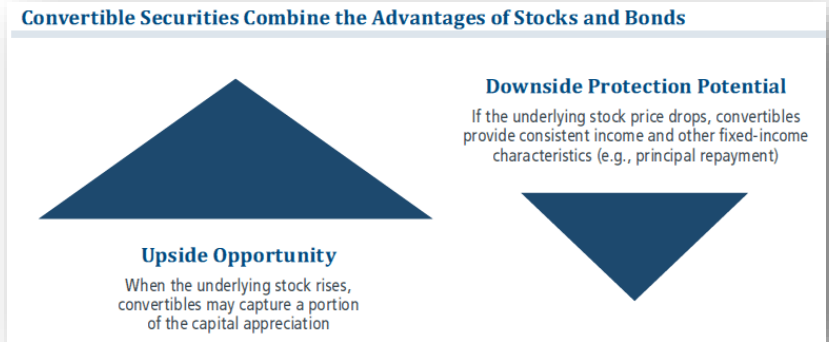 Convertible Securities Combine the Advantages of Stocks and Bonds
Downside Protection Potential
If the underlying stock price drops, convertibles
provide consistent income and other fixed-income
characteristics (e.g., principal repayment)
Upside Opportunity
When the underlying stock rises,
convertibles may capture a portion
of the capital appreciation